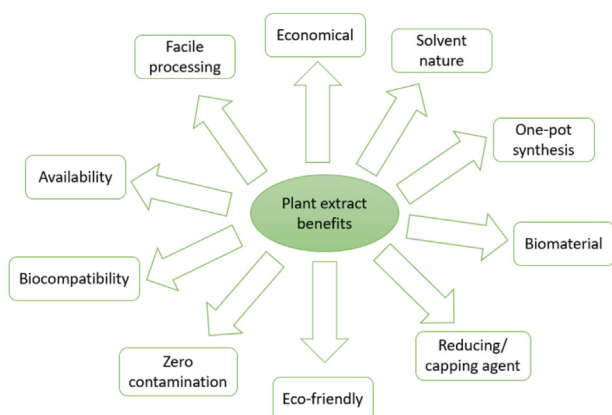 Economical
Solvent
nature
Facile
processing
One-pot
synthesis
Availability
Plant extract
benefits
Biomaterial
Biocompatibility
Reducing/
capping agent
Zero
contamination
Eco-friendly